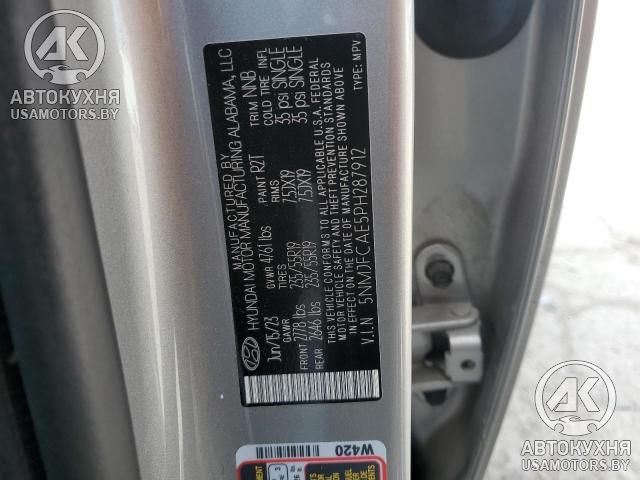 MANUFACTURED BY
HYUNDAI MOTOR MANUFACTURING ALABAMA, LLC
Jun/15/23 GVWR 4761 lbs PAINT R2T TRIM NNB
GAWR TIRES RIMS COLD TIRE INFL
FRONT 2778 lbs 235/55R19 7.5JX19 35 PSI SINGLE
REAR 2646 lbs 235/55R19 7.5JX19 35 PSI SINGLE
THIS VEHICLE CONFORMS TO ALL APPLICABLE U.S.A. FEDERAL
MOTOR VEHICLE SAFETY AND THEFT PREVENTION STANDARDS
IN EFFECT ON THE DATE OF MANUFACTURE SHOWN ABOVE
V.I.N 5NMJFCAE5PH287912 TYPE: MPV
W420
АК
АВТОКУХНЯ
USAMOTORS.BY
АК
АВТОКУХНЯ
USAMOTORS.BY